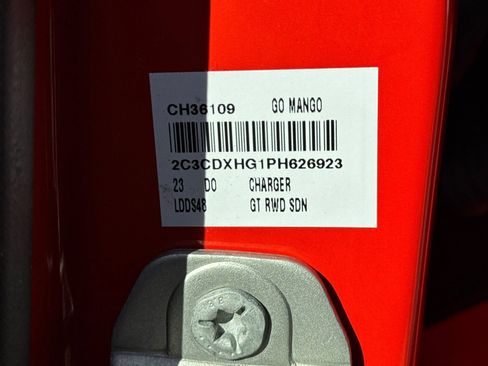 CH36109 GO MANGO
2C3CDXHG1PH626923
23 DO CHARGER
LDDS48 GT RWD SDN